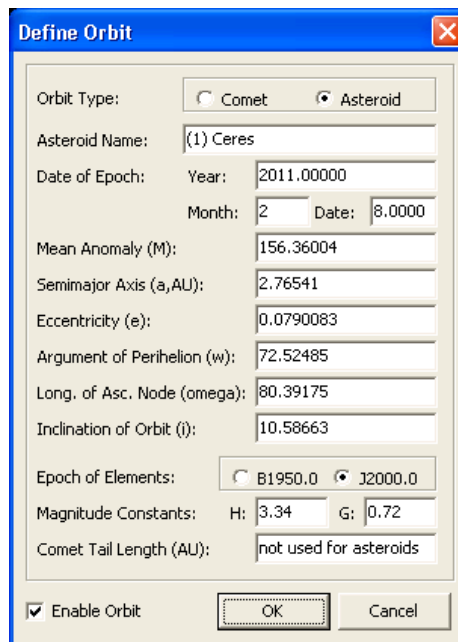 Define Orbit
Orbit Type: Comet Asteroid
Asteroid Name: (1) Ceres
Date of Epoch: Year: 2011.00000
Month: 2 Date: 8.0000
Mean Anomaly (M): 156.36004
Semimajor Axis (a,AU): 2.76541
Eccentricity (e): 0.0790083
Argument of Perihelion (w): 72.52485
Long. of Asc. Node (omega): 80.39175
Inclination of Orbit (i): 10.58663
Epoch of Elements: B1950.0 J2000.0
Magnitude Constants: H: 3.34 G: 0.72
Comet Tail Length (AU): not used for asteroids
Enable Orbit OK Cancel